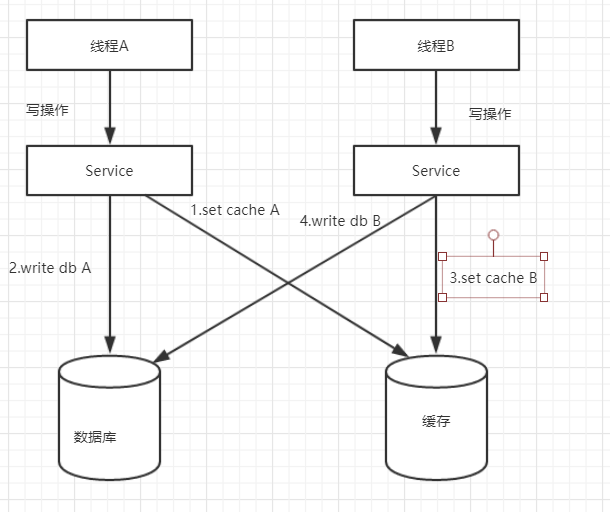 线程A
线程B
写操作
写操作
Service
Service
1.set cache A
4.write db B
2.write db A
3.set cache B
数据库
缓存